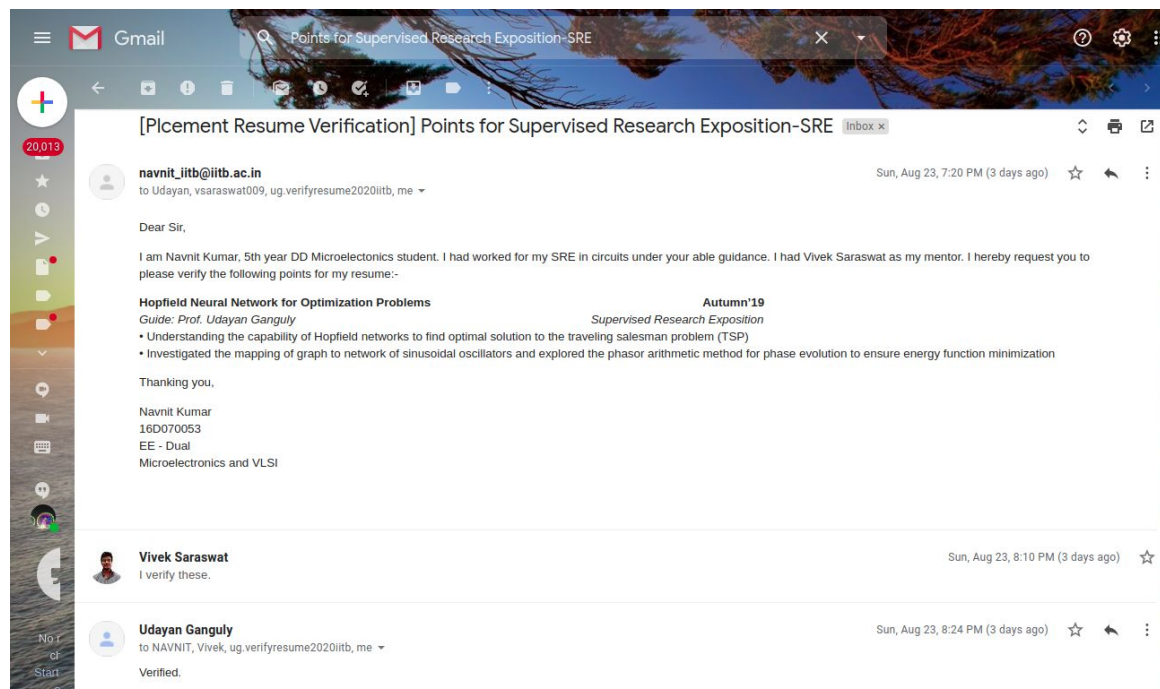 Gmail
Points for Supervised Research Exposition-SRE
20,013
[Plcement Resume Verification] Points for Supervised Research Exposition-SRE Inbox x
navnit_iitb@iitb.ac.in Sun, Aug 23, 7:20 PM (3 days ago)
to Udayan, vsaraswat009, ug.verifyresume2020iitb, me
Dear Sir,
I am Navnit Kumar, 5th year DD Microelectonics student. I had worked for my SRE in circuits under your able guidance. I had Vivek Saraswat as my mentor. I hereby request you to
please verify the following points for my resume:-
Hopfield Neural Network for Optimization Problems Autumn'19
Guide: Prof. Udayan Ganguly Supervised Research Exposition
• Understanding the capability of Hopfield networks to find optimal solution to the traveling salesman problem (TSP)
• Investigated the mapping of graph to network of sinusoidal oscillators and explored the phasor arithmetic method for phase evolution to ensure energy function minimization
Thanking you,
Navnit Kumar
16D070053
EE - Dual
Microelectronics and VLSI
Vivek Saraswat Sun, Aug 23, 8:10 PM (3 days ago)
I verify these.
Udayan Ganguly Sun, Aug 23, 8:24 PM (3 days ago)
to NAVNIT, Vivek, ug.verifyresume2020iitb, me
No r
Start
Verified.